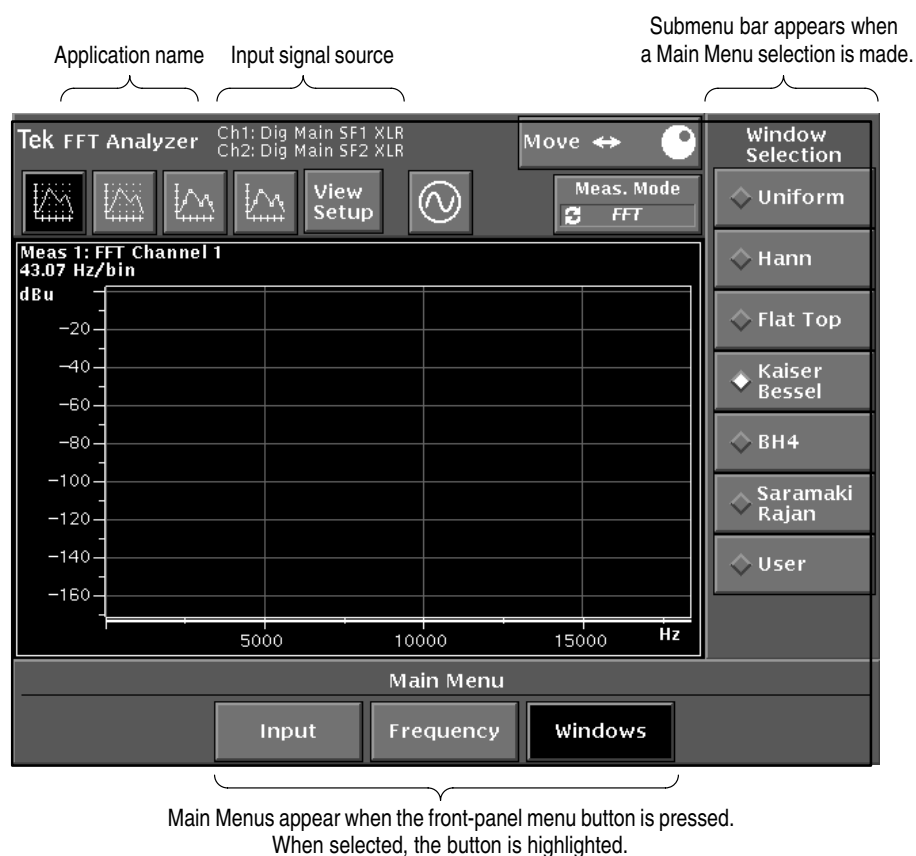 Submenu bar appears when
a Main Menu selection is made.
Application name
Input signal source
Tek FFT Analyzer
Ch1: Dig Main SF1 XLR
Ch2: Dig Main SF2 XLR
Move
Window
Selection
View
Setup
Meas. Mode
FFT
Uniform
Hann
Flat Top
Kaiser
Bessel
BH4
Saramaki
Rajan
User
Meas 1: FFT Channel 1
43.07 Hz/bin
dBu
-20
-40
-60
-80
-100
-120
-140
-160
5000
10000
15000
Hz
Main Menu
Input
Frequency
Windows
Main Menus appear when the front-panel menu button is pressed.
When selected, the button is highlighted.